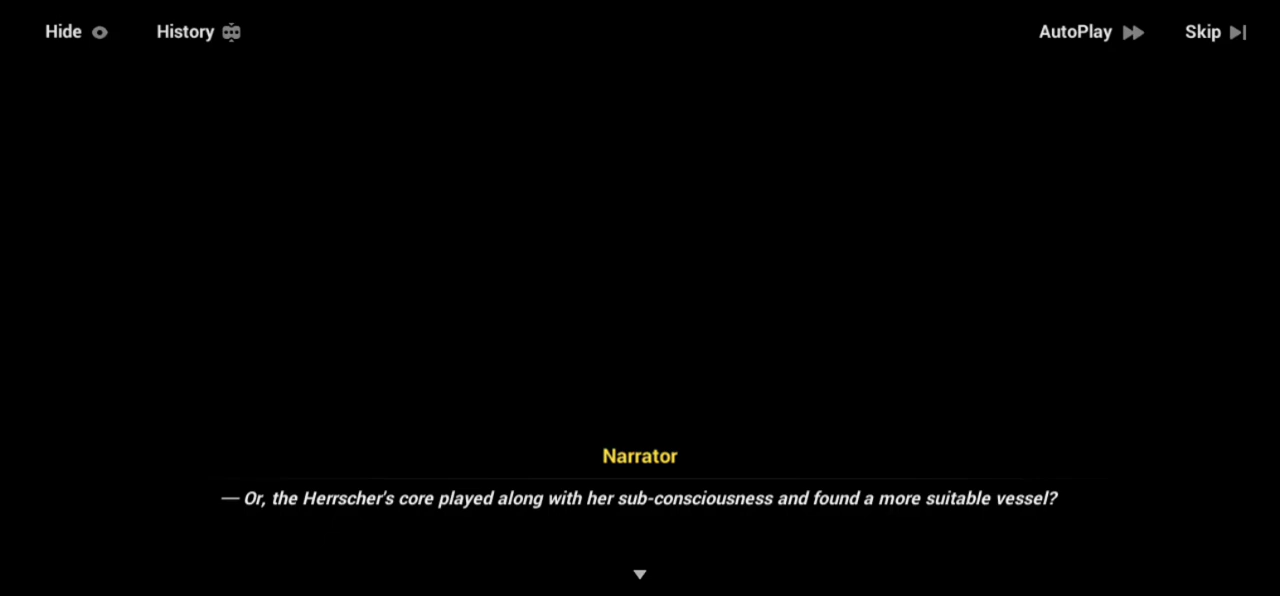 Hide
History
AutoPlay
Skip
Narrator
— Or, the Herrscher's core played along with her sub-consciousness and found a more suitable vessel?